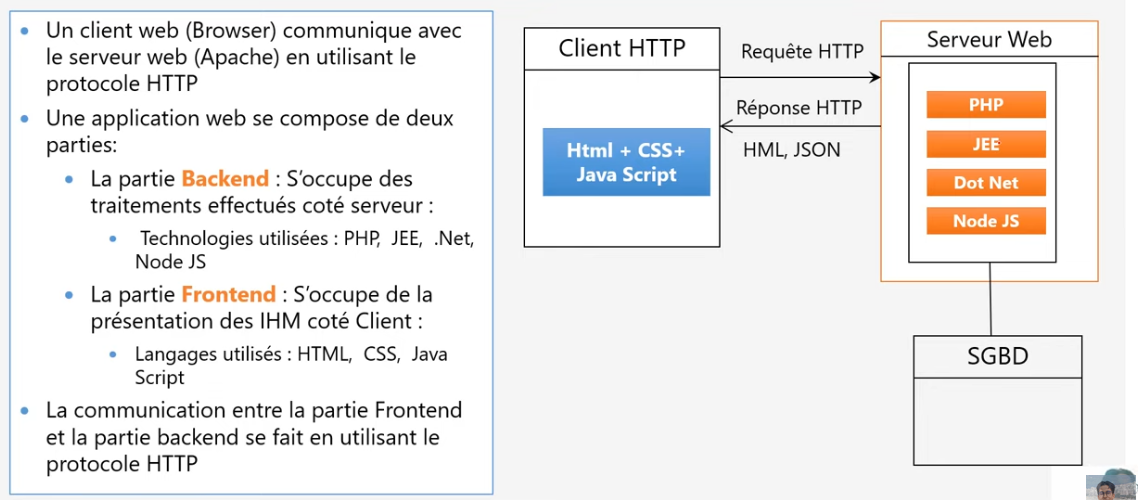 Un client web (Browser) communique avec
le serveur web (Apache) en utilisant le
protocole HTTP
Une application web se compose de deux
parties:
La partie Backend : S’occupe des
traitements effectués coté serveur :
Technologies utilisées : PHP, JEE, .Net,
Node JS
La partie Frontend : S’occupe de la
présentation des IHM coté Client :
Langages utilisés : HTML, CSS, Java
Script
La communication entre la partie Frontend
et la partie backend se fait en utilisant le
protocole HTTP
Client HTTP
Html + CSS+
Java Script
Requête HTTP
Réponse HTTP
HML, JSON
Serveur Web
PHP
JEE
Dot Net
Node JS
SGBD